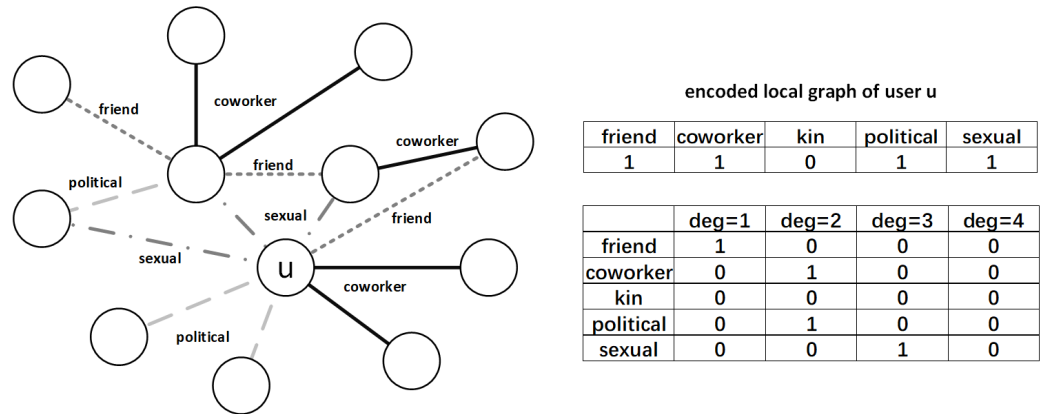 friend
coworker
coworker
friend
political
sexual
friend
sexual
u
coworker
political
encoded local graph of user u
friend coworker kin political sexual
1 1 0 1 1
deg=1 deg=2 deg=3 deg=4
friend 1 0 0 0
coworker 0 1 0 0
kin 0 0 0 0
political 0 1 0 0
sexual 0 0 1 0